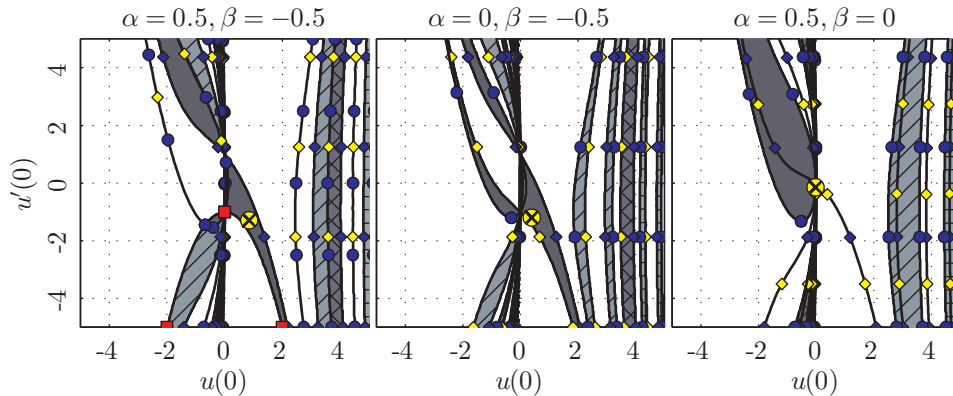 α = 0.5, β = −0.5 α = 0, β = −0.5 α = 0.5, β = 0
4
2
0
-2
-4
u′(0)
-4 -2 0 2 4 -4 -2 0 2 4 -4 -2 0 2 4
u(0) u(0) u(0)